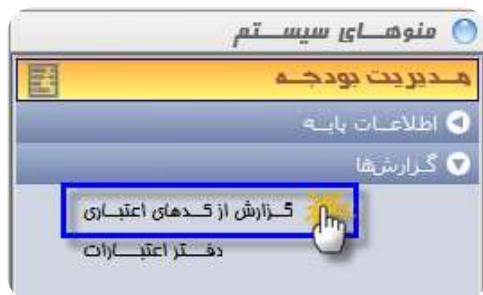 منوهای سیستم
مدیریت بودجه
اطلاعات پایه
گزارش‌ها
گزارش از کدهای اعتباری
دفتر اعتبارات